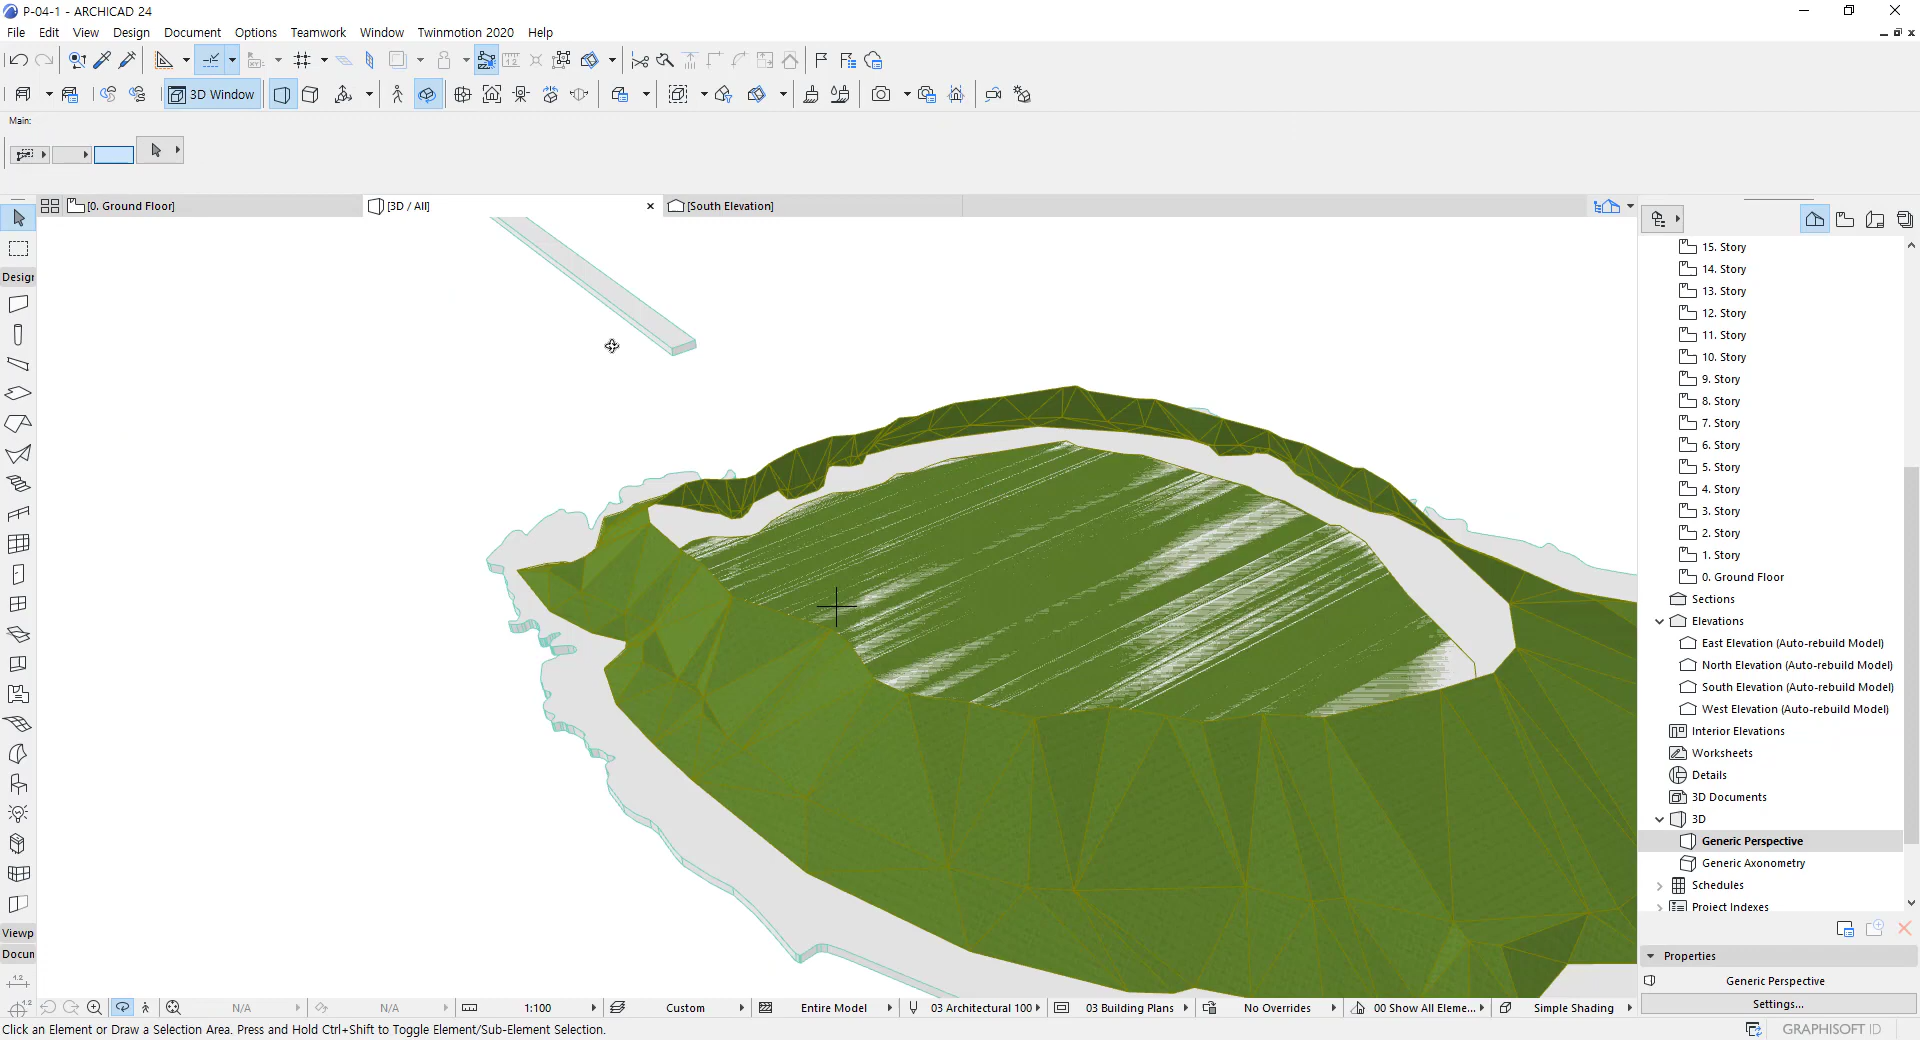 P-04-1 - ARCHICAD 24
File Edit View Design Document Options Teamwork Window Twinmotion 2020 Help
3D Window
Main:
[0. Ground Floor] [3D / All] [South Elevation]
Design
Viewp
Docum
1.2
15. Story
14. Story
13. Story
12. Story
11. Story
10. Story
9. Story
8. Story
7. Story
6. Story
5. Story
4. Story
3. Story
2. Story
1. Story
0. Ground Floor
Sections
Elevations
East Elevation (Auto-rebuild Model)
North Elevation (Auto-rebuild Model)
South Elevation (Auto-rebuild Model)
West Elevation (Auto-rebuild Model)
Interior Elevations
Worksheets
Details
3D Documents
3D
Generic Perspective
Generic Axonometry
Schedules
Project Indexes
Properties
Generic Perspective
Settings...
N/A N/A 1:100 Custom Entire Model 03 Architectural 100 03 Building Plans No Overrides 00 Show All Eleme... Simple Shading
Click an Element or Draw a Selection Area. Press and Hold Ctrl+Shift to Toggle Element/Sub-Element Selection.
GRAPHISOFT ID